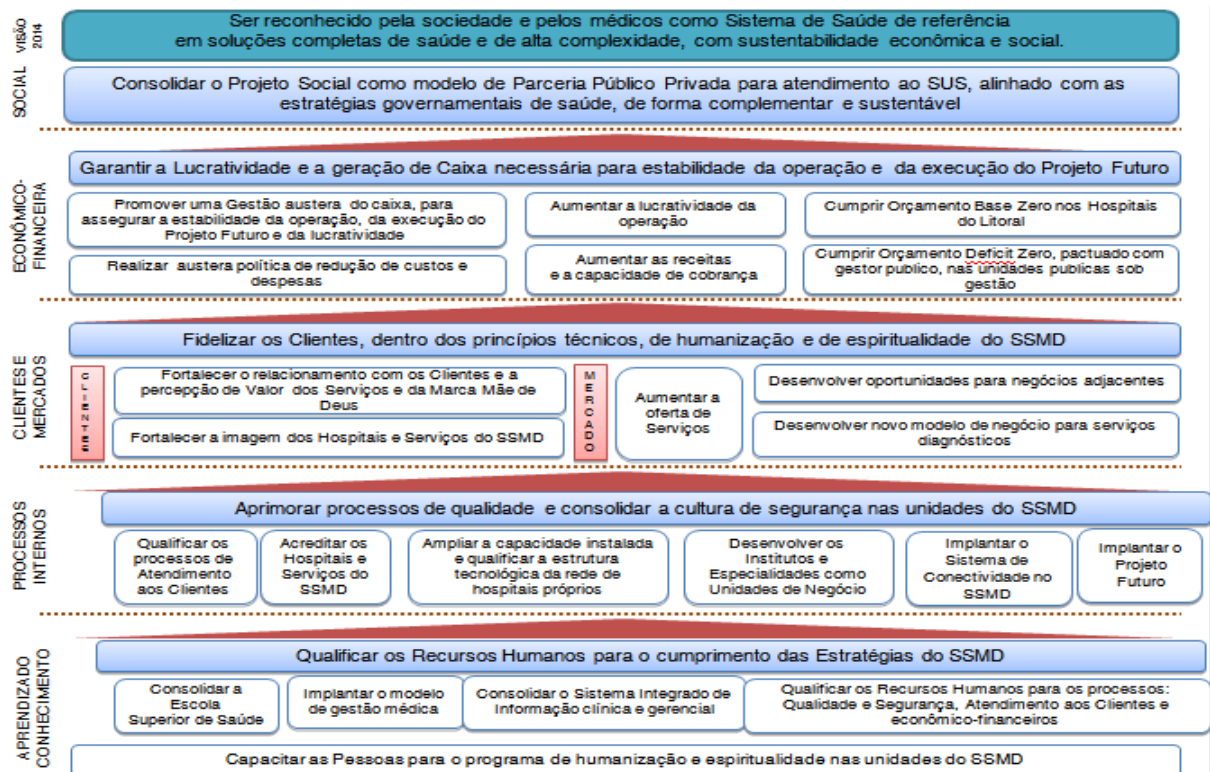 VISÃO
2014
Ser reconhecido pela sociedade e pelos médicos como Sistema de Saúde de referência
em soluções completas de saúde e de alta complexidade, com sustentabilidade econômica e social.
SOCIAL
Consolidar o Projeto Social como modelo de Parceria Público Privada para atendimento ao SUS, alinhado com as
estratégias governamentais de saúde, de forma complementar e sustentável
ECONÔMICO-
FINANCEIRA
Garantir a Lucratividade e a geração de Caixa necessária para estabilidade da operação e da execução do Projeto Futuro
Promover uma Gestão austera do caixa, para
assegurar a estabilidade da operação, da execução do
Projeto Futuro e da lucratividade
Aumentar a lucratividade da
operação
Cumprir Orçamento Base Zero nos Hospitais
do Litoral
Realizar austera política de redução de custos e
despesas
Aumentar as receitas
e a capacidade de cobrança
Cumprir Orçamento Deficit Zero, pactuado com
gestor publico, nas unidades publicas sob
gestão
CLIENTES E
MERCADOS
Fidelizar os Clientes, dentro dos princípios técnicos, de humanização e de espiritualidade do SSMD
CLIENTES
Fortalecer o relacionamento com os Clientes e a
percepção de Valor dos Serviços e da Marca Mãe de
Deus
Fortalecer a imagem dos Hospitais e Serviços do SSMD
MERCADO
Aumentar a
oferta de
Serviços
Desenvolver oportunidades para negócios adjacentes
Desenvolver novo modelo de negócio para serviços
diagnósticos
PROCESSOS
INTERNOS
Aprimorar processos de qualidade e consolidar a cultura de segurança nas unidades do SSMD
Qualificar os
processos de
Atendimento
aos Clientes
Acreditar os
Hospitais e
Serviços do
SSMD
Ampliar a capacidade instalada
e qualificar a estrutura
tecnológica da rede de
hospitais próprios
Desenvolver os
Institutos e
Especialidades como
Unidades de Negócio
Implantar o
Sistema de
Conectividade no
SSMD
Implantar o
Projeto
Futuro
APRENDIZADO
CONHECIMENTO
Qualificar os Recursos Humanos para o cumprimento das Estratégias do SSMD
Consolidar a
Escola
Superior de Saúde
Implantar o modelo
de gestão médica
Consolidar o Sistema Integrado de
Informação clínica e gerencial
Qualificar os Recursos Humanos para os processos:
Qualidade e Segurança, Atendimento aos Clientes e
econômico-financeiros
Capacitar as Pessoas para o programa de humanização e espiritualidade nas unidades do SSMD